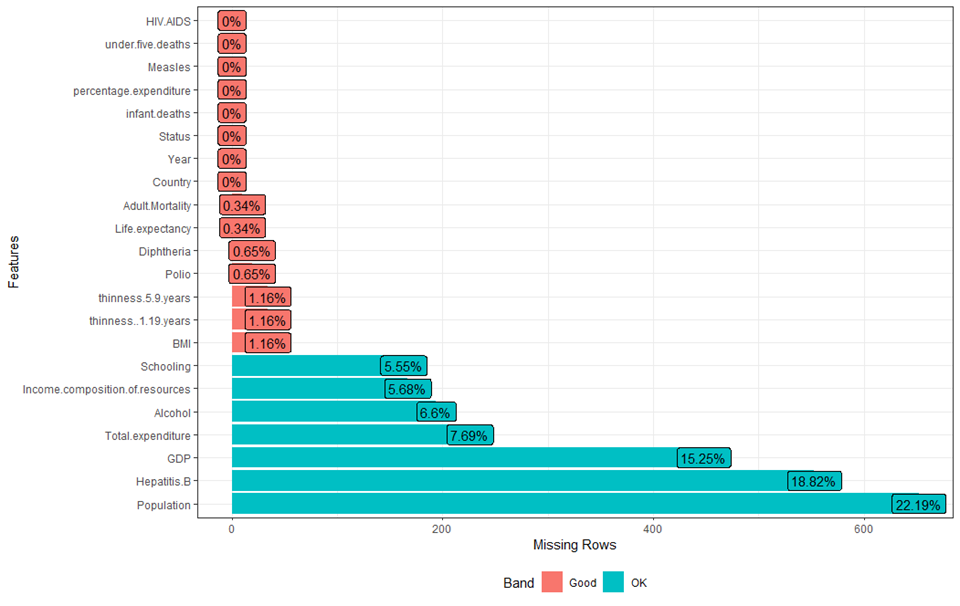 HIV.AIDS 0%
under.five.deaths 0%
Measles 0%
percentage.expenditure 0%
infant.deaths 0%
Status 0%
Year 0%
Country 0%
Adult.Mortality 0.34%
Life.expectancy 0.34%
Diphtheria 0.65%
Polio 0.65%
thinness.5.9.years 1.16%
thinness..1.19.years 1.16%
BMI 1.16%
Schooling 5.55%
Income.composition.of.resources 5.68%
Alcohol 6.6%
Total.expenditure 7.69%
GDP 15.25%
Hepatitis.B 18.82%
Population 22.19%
Features
0 200 400 600
Missing Rows
Band Good OK